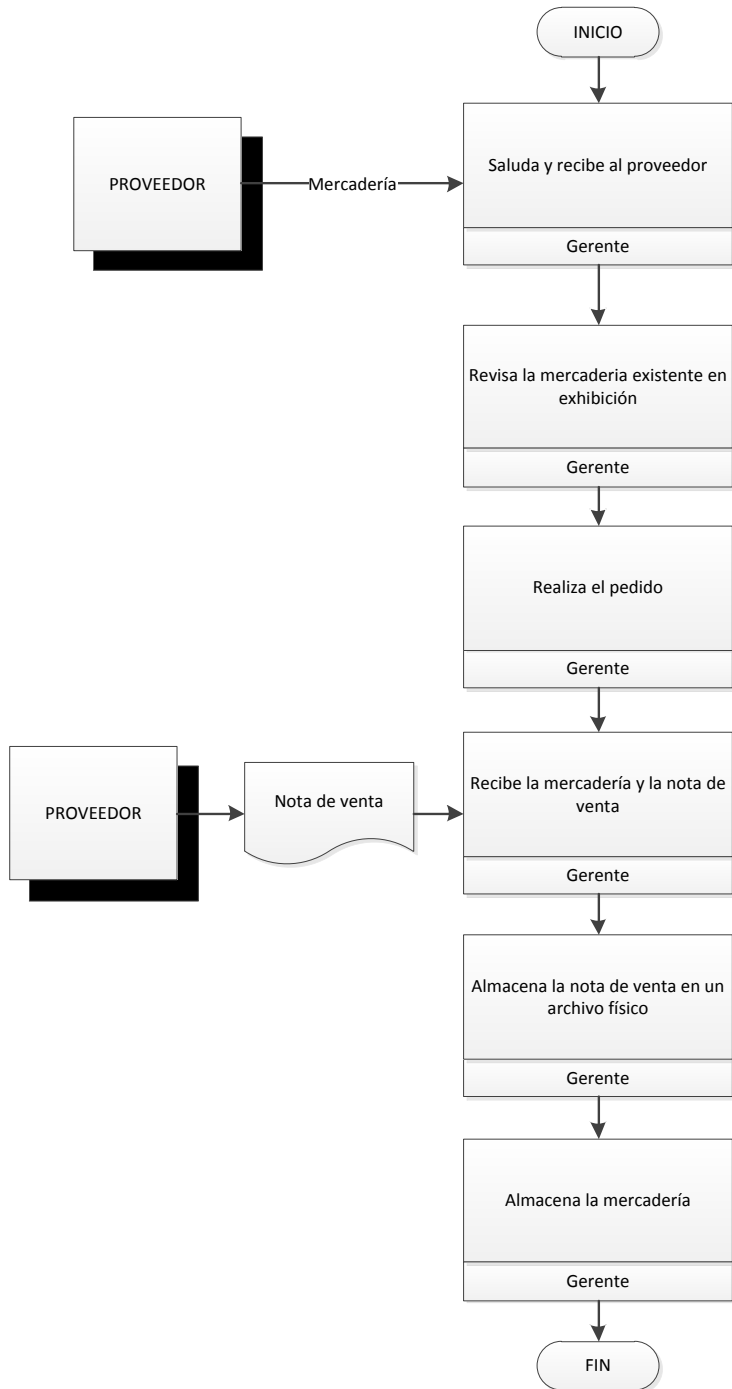 INICIO
PROVEEDOR
Mercadería
Saluda y recibe al proveedor
Gerente
Revisa la mercaderia existente en
exhibición
Gerente
Realiza el pedido
Gerente
PROVEEDOR
Nota de venta
Recibe la mercadería y la nota de
venta
Gerente
Almacena la nota de venta en un
archivo físico
Gerente
Almacena la mercadería
Gerente
FIN